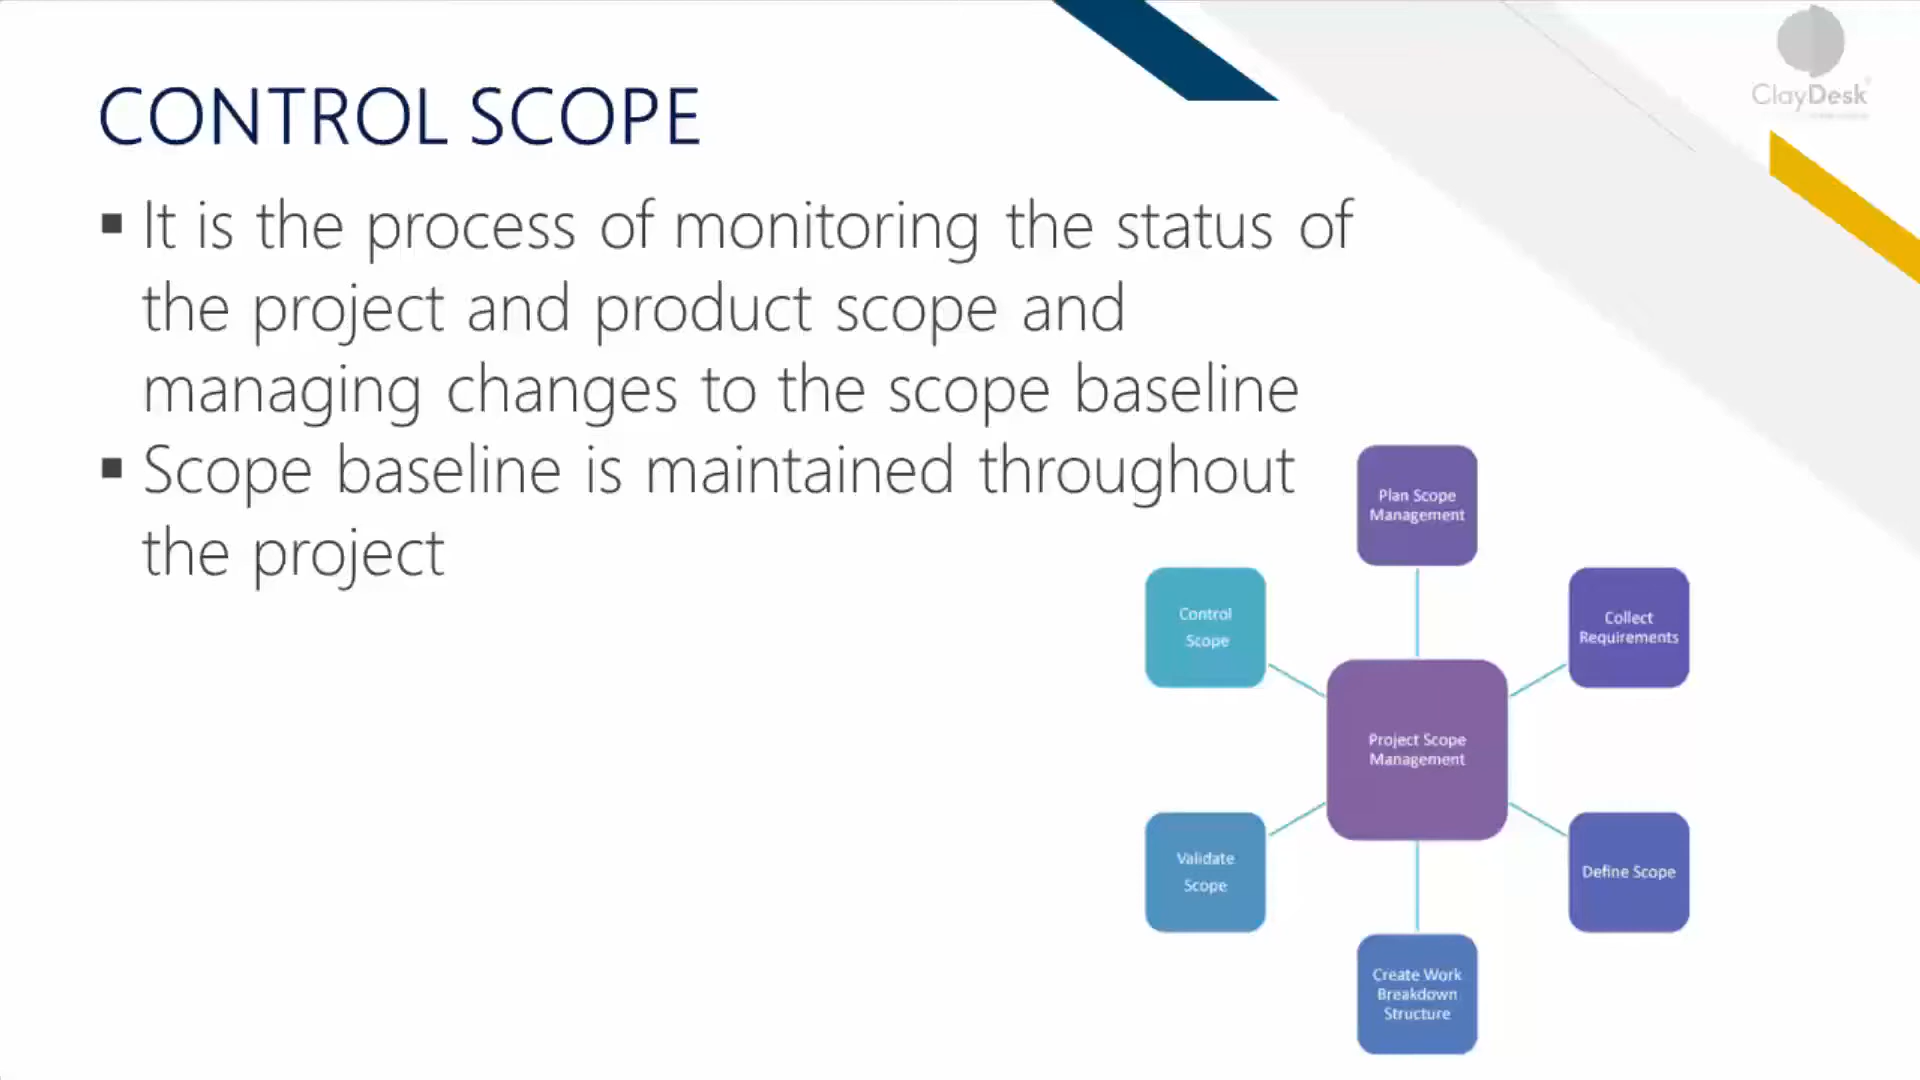 ClayDesk
CONTROL SCOPE
▪ It is the process of monitoring the status of
the project and product scope and
managing changes to the scope baseline
▪ Scope baseline is maintained throughout
the project
Plan Scope
Management
Collect
Requirements
Define Scope
Create Work
Breakdown
Structure
Validate
Scope
Control
Scope
Project Scope
Management